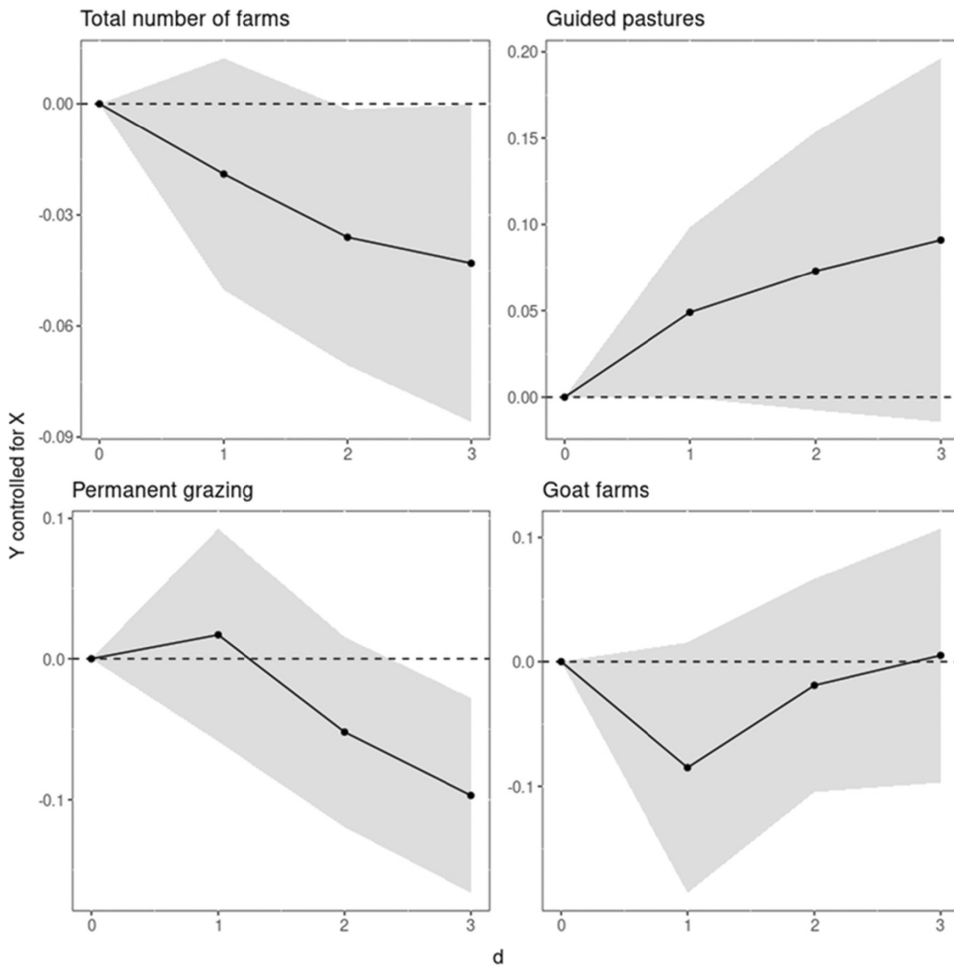 Total number of farms
0.00
-0.03
-0.06
-0.09
0 1 2 3
Guided pastures
0.20
0.15
0.10
0.05
0.00
0 1 2 3
Permanent grazing
0.1
0.0
-0.1
0 1 2 3
Goat farms
0.1
0.0
-0.1
0 1 2 3
Y controlled for X
d